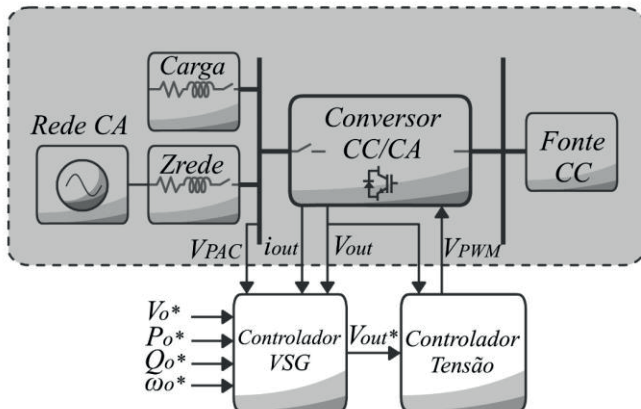 Carga
Rede CA
Zrede
Conversor
CC/CA
Fonte
CC
VPAC
iout
Vout
VPWM
Vo*
Po*
Qo*
ωo*
Controlador
VSG
Vout*
Controlador
Tensão